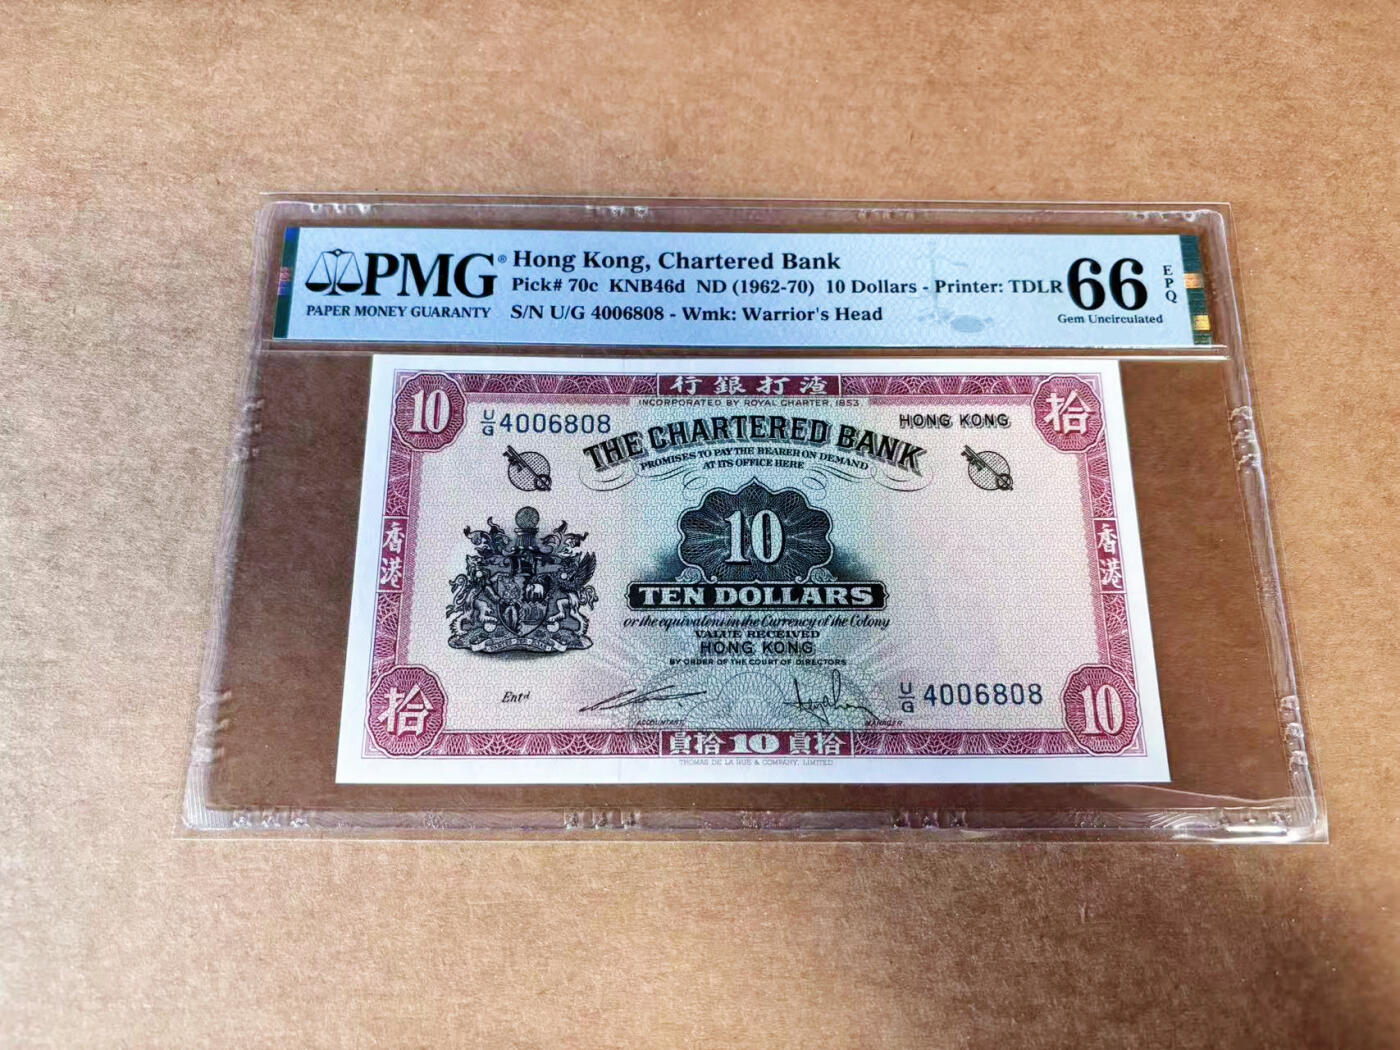 PMG®
PAPER MONEY GUARANTY
Hong Kong, Chartered Bank
Pick# 70c KNB46d ND (1962-70) 10 Dollars - Printer: TDLR
S/N U/G 4006808 - Wmk: Warrior's Head
66
EPQ
Gem Uncirculated
行銀打渣
INCORPORATED BY ROYAL CHARTER, 1853
10
拾
U/G 4006808
HONG KONG
THE CHARTERED BANK
PROMISES TO PAY THE BEARER ON DEMAND
AT ITS OFFICE HERE
香港
香港
10
TEN DOLLARS
or the equivalent in the Currency of the Colony
VALUE RECEIVED
HONG KONG
BY ORDER OF THE COURT OF DIRECTORS
Entd
U/G 4006808
ACCOUNTANT
MANAGER
拾
10
員拾 10 員拾
THOMAS DE LA RUE & COMPANY, LIMITED